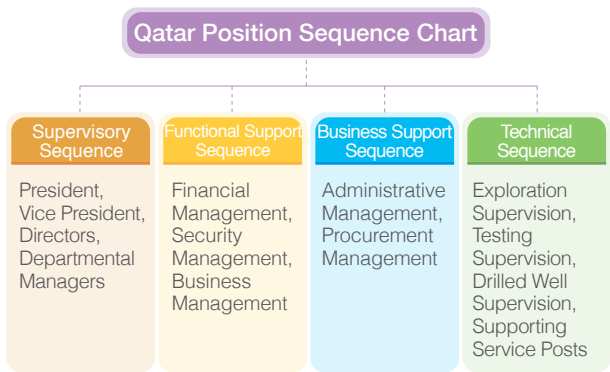 Qatar Position Sequence Chart
Supervisory
Sequence
President,
Vice President,
Directors,
Departmental
Managers
Functional Support
Sequence
Financial
Management,
Security
Management,
Business
Management
Business Support
Sequence
Administrative
Management,
Procurement
Management
Technical
Sequence
Exploration
Supervision,
Testing
Supervision,
Drilled Well
Supervision,
Supporting
Service Posts